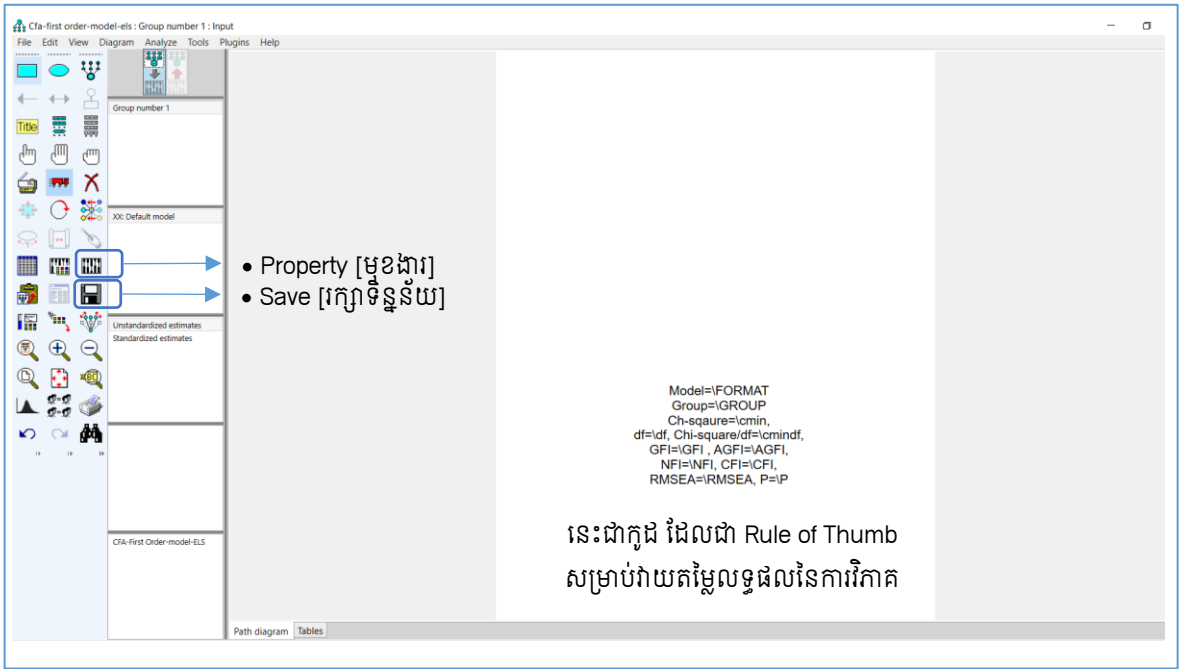 Cfa-first order-model-els : Group number 1 : Input
File Edit View Diagram Analyze Tools Plugins Help
Title
Group number 1
XX: Default model
• Property [មុខងារ]
• Save [រក្សាទិន្នន័យ]
Unstandardized estimates
Standardized estimates
Model=\FORMAT
Group=\GROUP
Ch-sqaure=\cmin,
df=\df, Chi-square/df=\cmindf,
GFI=\GFI , AGFI=\AGFI,
NFI=\NFI, CFI=\CFI,
RMSEA=\RMSEA, P=\P
នេះជាកូដ ដែលជា Rule of Thumb
សម្រាប់វាយតម្លៃលទ្ធផលនៃការវិភាគ
CFA-First Order-model-ELS
Path diagram Tables